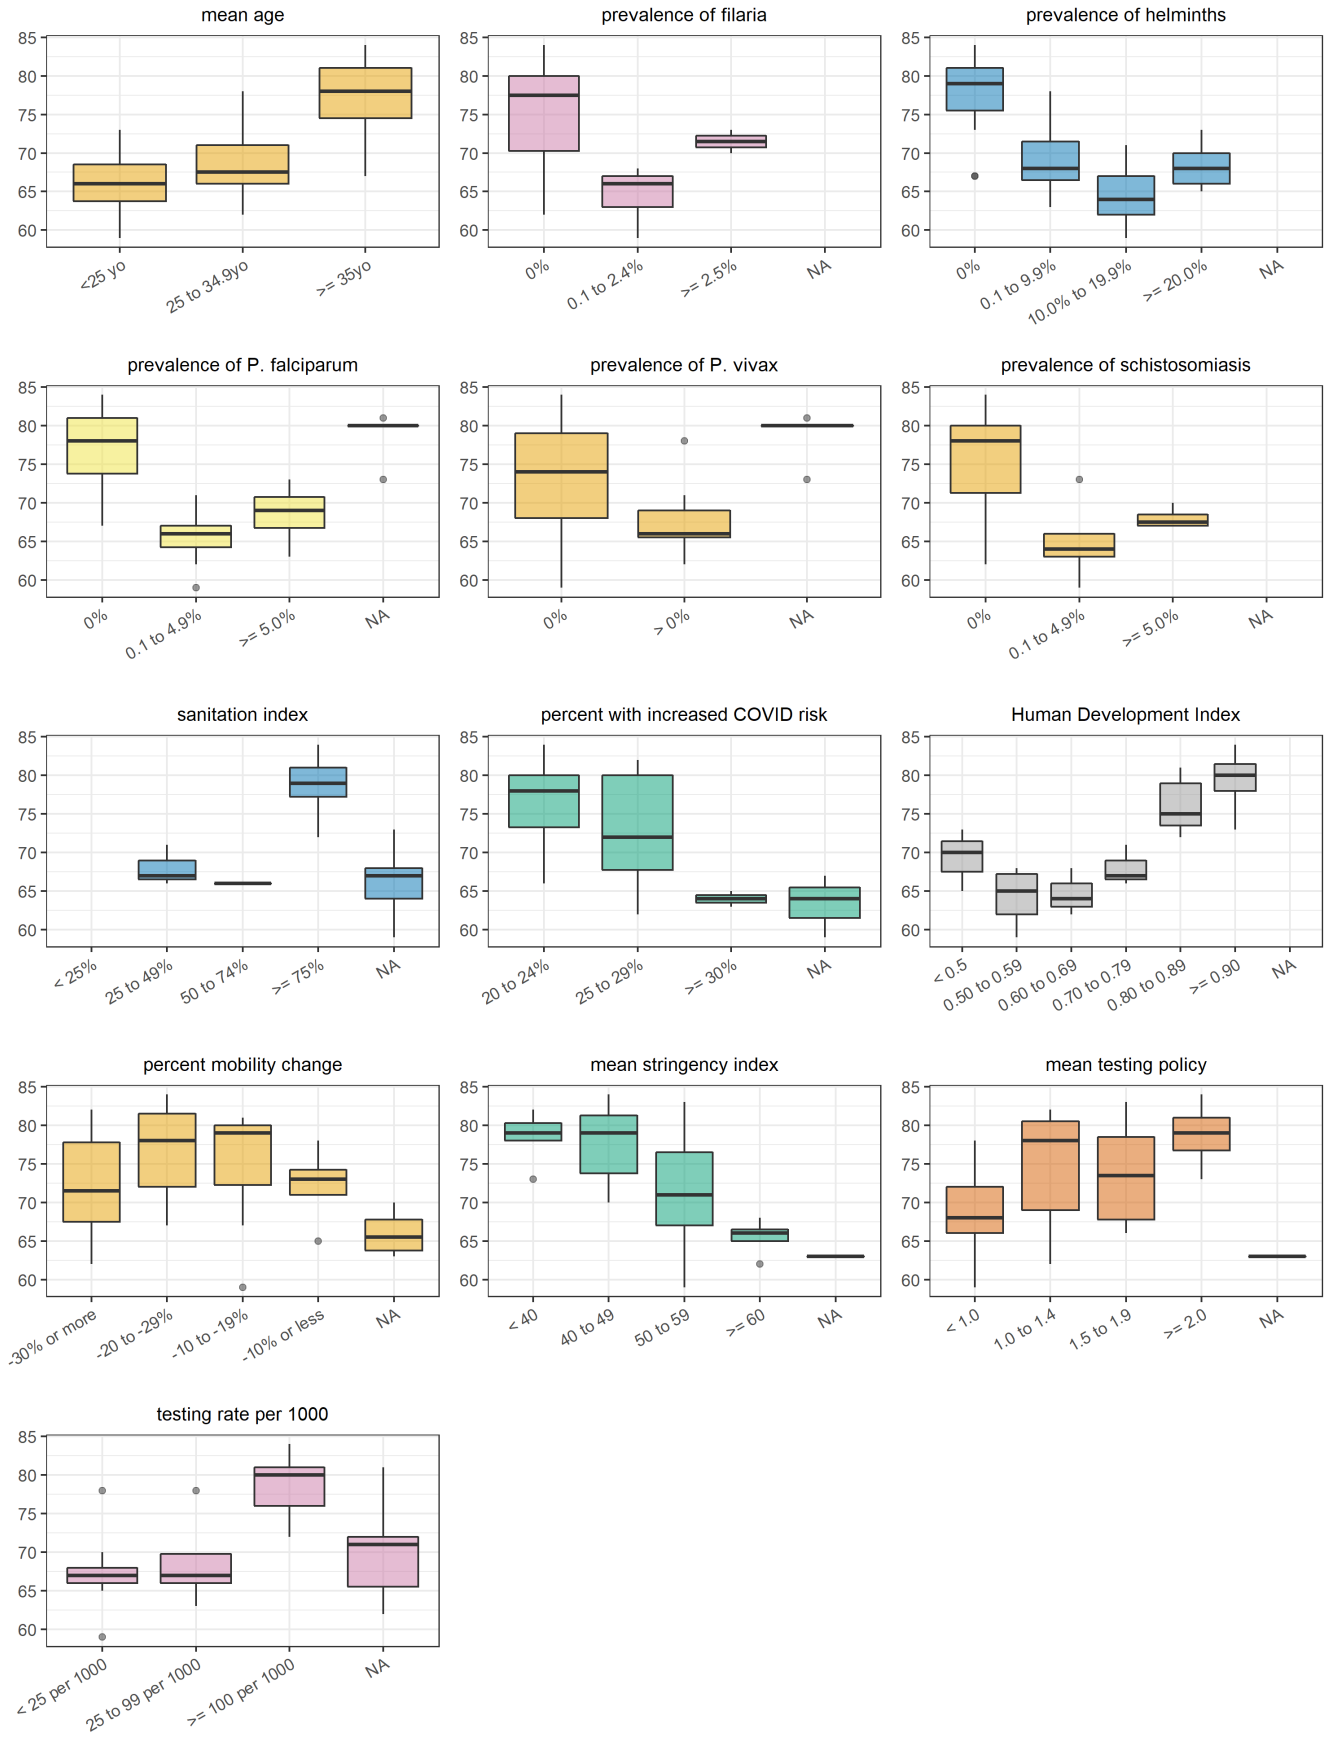 mean age
85
80
75
70
65
60
<25 yo
25 to 34.9yo
>= 35yo
prevalence of filaria
85
80
75
70
65
60
0%
0.1 to 2.4%
>= 2.5%
NA
prevalence of helminths
85
80
75
70
65
60
0%
0.1 to 9.9%
10.0% to 19.9%
>= 20.0%
NA
prevalence of P. falciparum
85
80
75
70
65
60
0%
0.1 to 4.9%
>= 5.0%
NA
prevalence of P. vivax
85
80
75
70
65
60
0%
> 0%
NA
prevalence of schistosomiasis
85
80
75
70
65
60
0%
0.1 to 4.9%
>= 5.0%
NA
sanitation index
85
80
75
70
65
60
< 25%
25 to 49%
50 to 74%
>= 75%
NA
percent with increased COVID risk
85
80
75
70
65
60
20 to 24%
25 to 29%
>= 30%
NA
Human Development Index
85
80
75
70
65
60
< 0.5
0.50 to 0.59
0.60 to 0.69
0.70 to 0.79
0.80 to 0.89
>= 0.90
NA
percent mobility change
85
80
75
70
65
60
-30% or more
-20 to -29%
-10 to -19%
-10% or less
NA
mean stringency index
85
80
75
70
65
60
< 40
40 to 49
50 to 59
>= 60
NA
mean testing policy
85
80
75
70
65
60
< 1.0
1.0 to 1.4
1.5 to 1.9
>= 2.0
NA
testing rate per 1000
85
80
75
70
65
60
< 25 per 1000
25 to 99 per 1000
>= 100 per 1000
NA